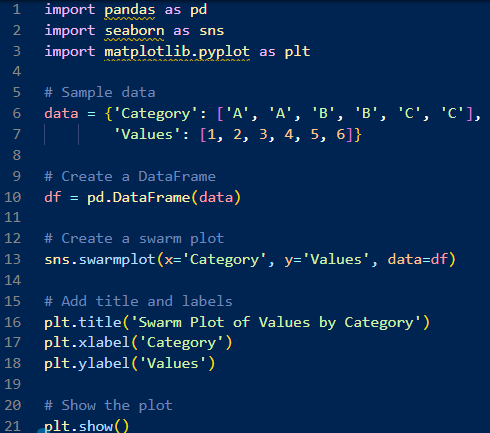 1 import pandas as pd
2 import seaborn as sns
3 import matplotlib.pyplot as plt
4
5 # Sample data
6 data = {'Category': ['A', 'A', 'B', 'B', 'C', 'C'],
7         'Values': [1, 2, 3, 4, 5, 6]}
8
9 # Create a DataFrame
10 df = pd.DataFrame(data)
11
12 # Create a swarm plot
13 sns.swarmplot(x='Category', y='Values', data=df)
14
15 # Add title and labels
16 plt.title('Swarm Plot of Values by Category')
17 plt.xlabel('Category')
18 plt.ylabel('Values')
19
20 # Show the plot
21 plt.show()